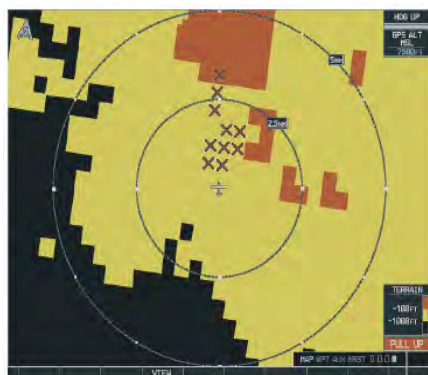 HDG UP
GPS ALT
MSL
7500FT
5NM
2.5NM
TERRAIN
-100FT
-1000FT
PULL UP
MAP WPT AUX NRST
VIEW